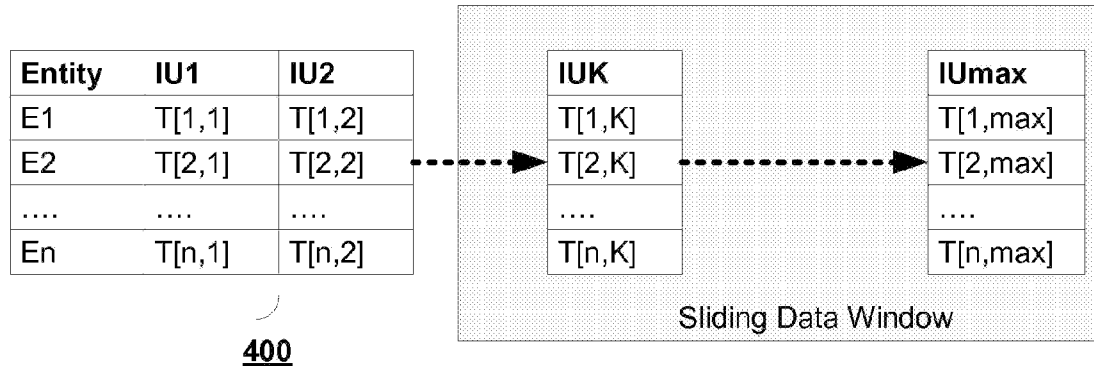 Entity IU1 IU2 IUK IUmax
E1 T[1,1] T[1,2] T[1,K] T[1,max]
E2 T[2,1] T[2,2] T[2,K] T[2,max]
.... .... .... .... ....
En T[n,1] T[n,2] T[n,K] T[n,max]
Sliding Data Window
400